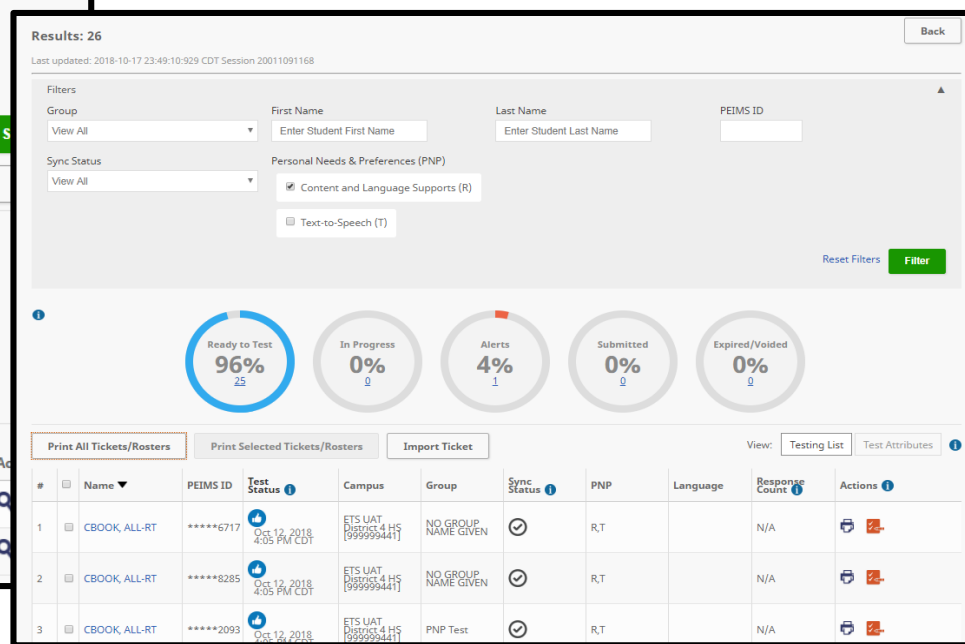 Results: 26
Back
Last updated: 2018-10-17 23:49:10:929 CDT Session 20011091168
Filters
Group First Name Last Name PEIMS ID
View All Enter Student First Name Enter Student Last Name
Sync Status Personal Needs & Preferences (PNP)
View All Content and Language Supports (R)
Text-to-Speech (T)
Reset Filters Filter
Ready to Test In Progress Alerts Submitted Expired/Voided
96% 0% 4% 0% 0%
25 0 1 0 0
Print All Tickets/Rosters Print Selected Tickets/Rosters Import Ticket View: Testing List Test Attributes
# Name PEIMS ID Test Status Campus Group Sync Status PNP Language Response Count Actions
1 CBOOK, ALL-RT *****6717 Oct 12, 2018 4:05 PM CDT ETS UAT District 4 HS [999999441] NO GROUP NAME GIVEN R,T N/A
2 CBOOK, ALL-RT *****8285 Oct 12, 2018 4:05 PM CDT ETS UAT District 4 HS [999999441] NO GROUP NAME GIVEN R,T N/A
3 CBOOK, ALL-RT *****2093 Oct 12, 2018 4:05 PM CDT ETS UAT District 4 HS [999999441] PNP Test R,T N/A